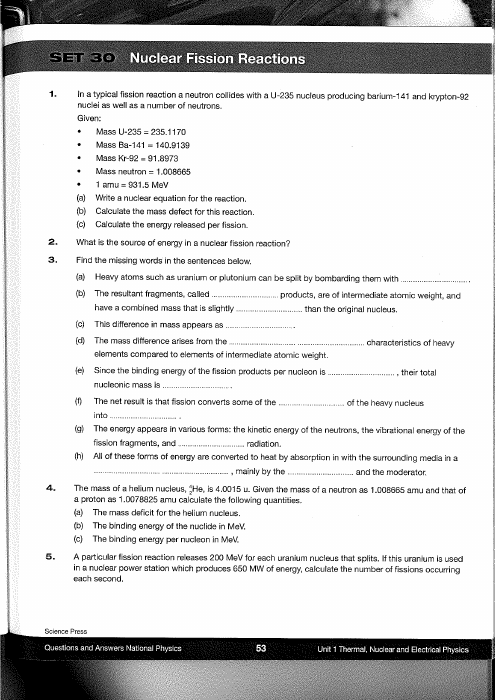 SET 30 Nuclear Fission Reactions
1. In a typical fission reaction a neutron collides with a U-235 nucleus producing barium-141 and krypton-92
nuclei as well as a number of neutrons.
Given:
• Mass U-235 = 235.1170
• Mass Ba-141 = 140.9139
• Mass Kr-92 = 91.8973
• Mass neutron = 1.008665
• 1 amu = 931.5 MeV
(a) Write a nuclear equation for the reaction.
(b) Calculate the mass defect for this reaction.
(c) Calculate the energy released per fission.
2. What is the source of energy in a nuclear fission reaction?
3. Find the missing words in the sentences below.
(a) Heavy atoms such as uranium or plutonium can be split by bombarding them with ..............................
(b) The resultant fragments, called .............................. products, are of intermediate atomic weight, and
have a combined mass that is slightly .............................. than the original nucleus.
(c) This difference in mass appears as ..............................
(d) The mass difference arises from the .............................. .............................. characteristics of heavy
elements compared to elements of intermediate atomic weight.
(e) Since the binding energy of the fission products per nucleon is .............................. , their total
nucleonic mass is ..............................
(f) The net result is that fission converts some of the .............................. of the heavy nucleus
into .............................. .
(g) The energy appears in various forms: the kinetic energy of the neutrons, the vibrational energy of the
fission fragments, and .............................. radiation.
(h) All of these forms of energy are converted to heat by absorption in with the surrounding media in a
.............................. .............................. , mainly by the .............................. and the moderator.
4. The mass of a helium nucleus, ⁴₂He, is 4.0015 u. Given the mass of a neutron as 1.008665 amu and that of
a proton as 1.0078825 amu calculate the following quantities.
(a) The mass deficit for the helium nucleus.
(b) The binding energy of the nuclide in MeV.
(c) The binding energy per nucleon in MeV.
5. A particular fission reaction releases 200 MeV for each uranium nucleus that splits. If this uranium is used
in a nuclear power station which produces 650 MW of energy, calculate the number of fissions occurring
each second.
Science Press
Questions and Answers National Physics 53 Unit 1 Thermal, Nuclear and Electrical Physics